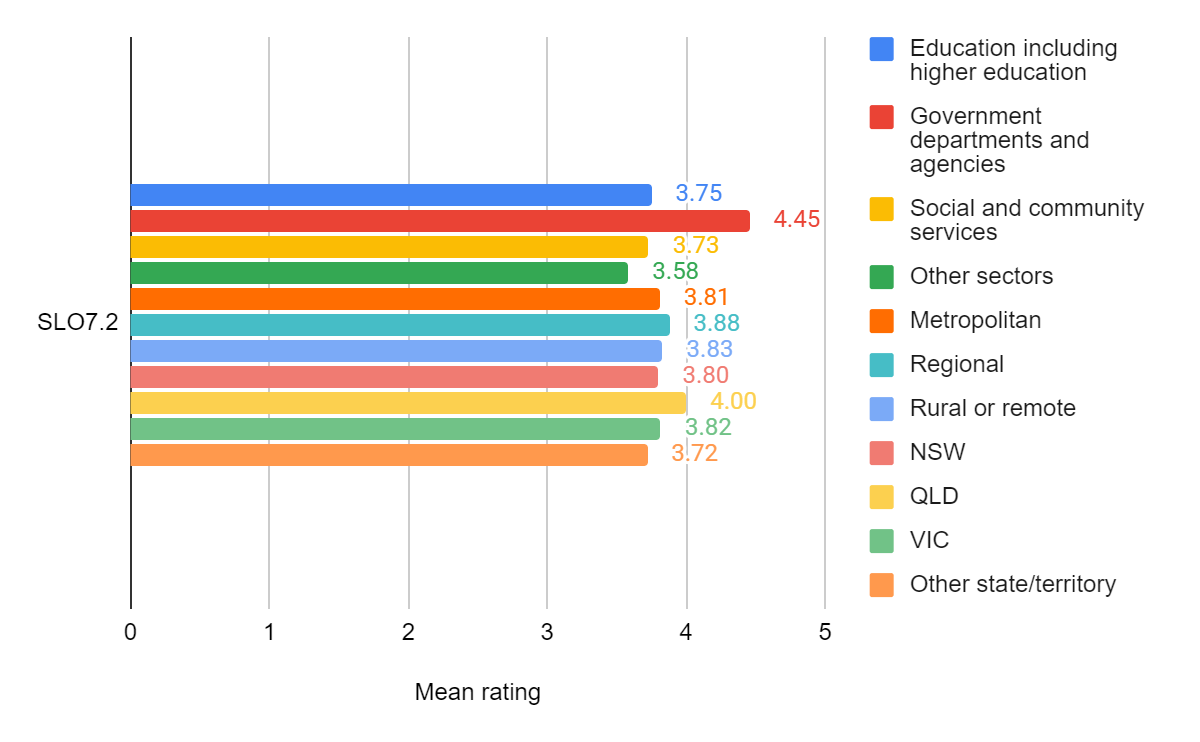 SLO7.2
3.75
4.45
3.73
3.58
3.81
3.88
3.83
3.80
4.00
3.82
3.72
0 1 2 3 4 5
Mean rating
Education including
higher education
Government
departments and
agencies
Social and community
services
Other sectors
Metropolitan
Regional
Rural or remote
NSW
QLD
VIC
Other state/territory